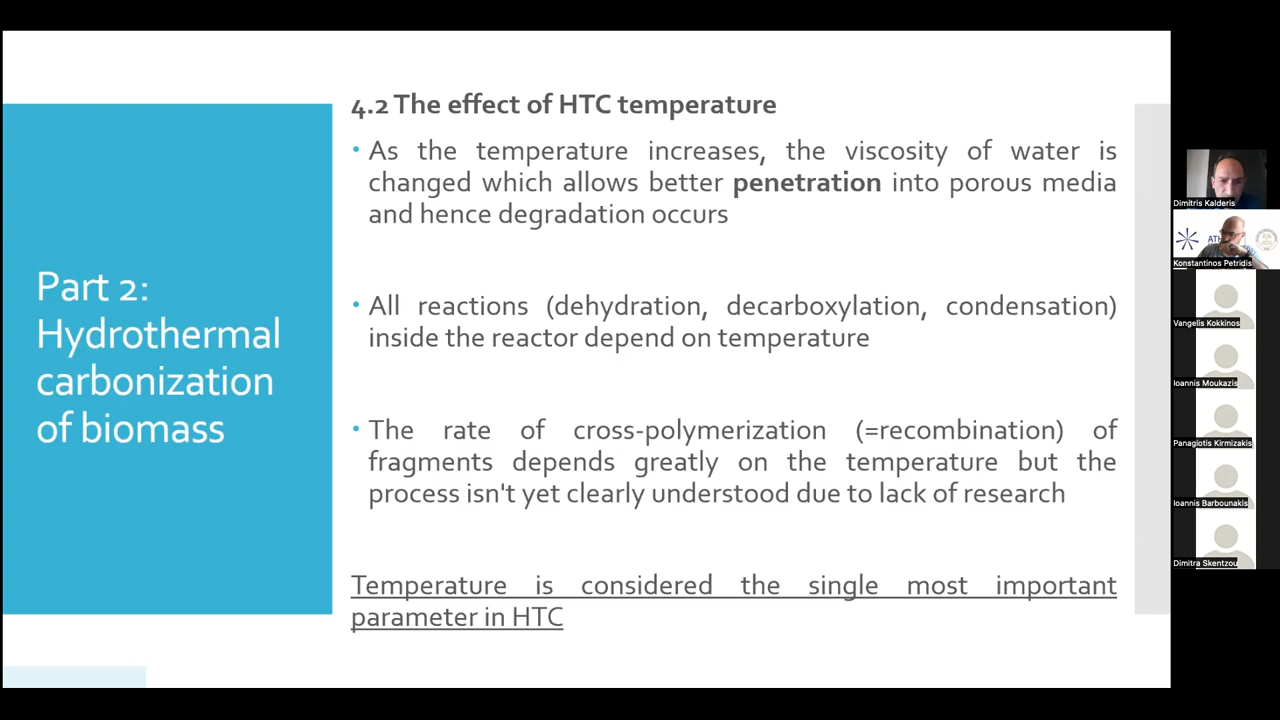 4.2 The effect of HTC temperature
• As the temperature increases, the viscosity of water is
changed which allows better penetration into porous media
and hence degradation occurs
• All reactions (dehydration, decarboxylation, condensation)
inside the reactor depend on temperature
• The rate of cross-polymerization (=recombination) of
fragments depends greatly on the temperature but the
process isn't yet clearly understood due to lack of research
Temperature is considered the single most important
parameter in HTC
Part 2:
Hydrothermal
carbonization
of biomass
Dimitris Kalderis
Konstantinos Petridis
Vangelis Kokkinos
Ioannis Moukazis
Panagiotis Kirmizakis
Ioannis Barbounakis
Dimitra Skentzou